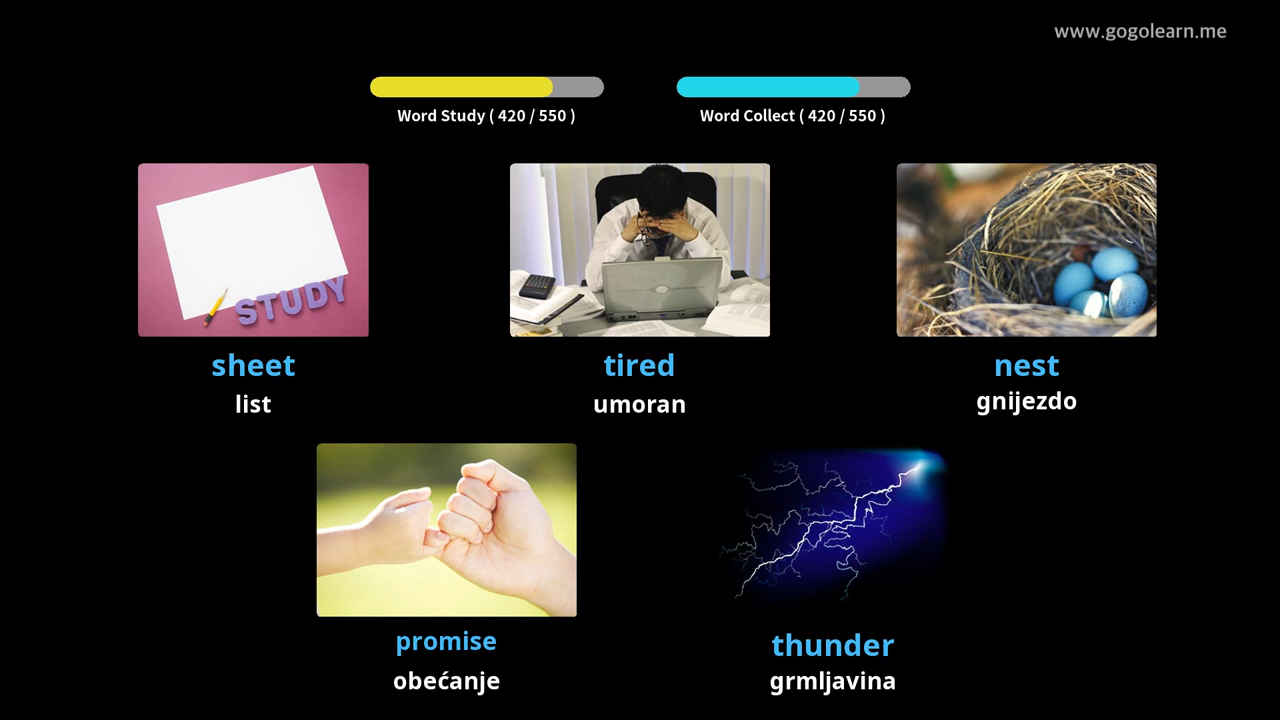 www.gogolearn.me
Word Study ( 420 / 550 )
Word Collect ( 420 / 550 )
STUDY
sheet
tired
nest
list
umoran
gnijezdo
promise
thunder
obećanje
grmljavina